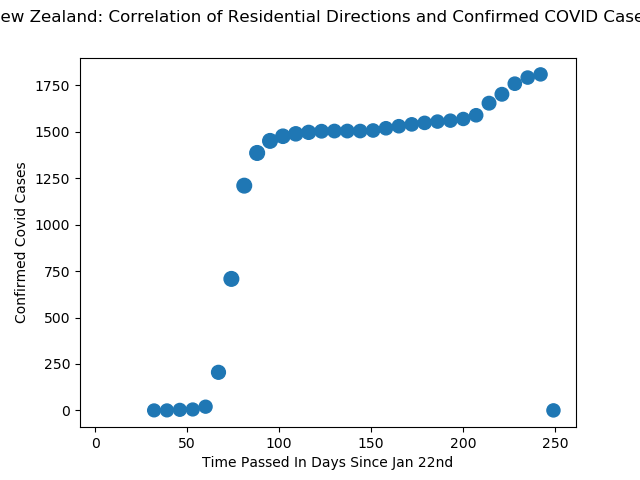 ew Zealand: Correlation of Residential Directions and Confirmed COVID Case
1750
1500
1250
1000
750
500
250
0
Confirmed Covid Cases
0 50 100 150 200 250
Time Passed In Days Since Jan 22nd